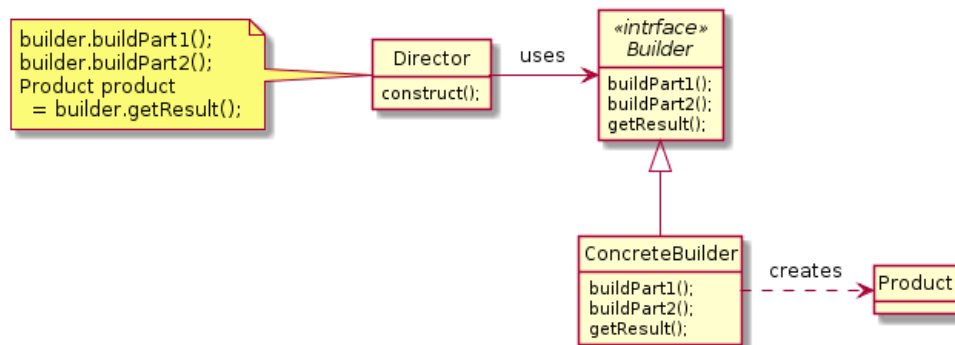 builder.buildPart1();
builder.buildPart2();
Product product
= builder.getResult();
Director
construct();
uses
«intrface»
Builder
buildPart1();
buildPart2();
getResult();
ConcreteBuilder
buildPart1();
buildPart2();
getResult();
creates
Product